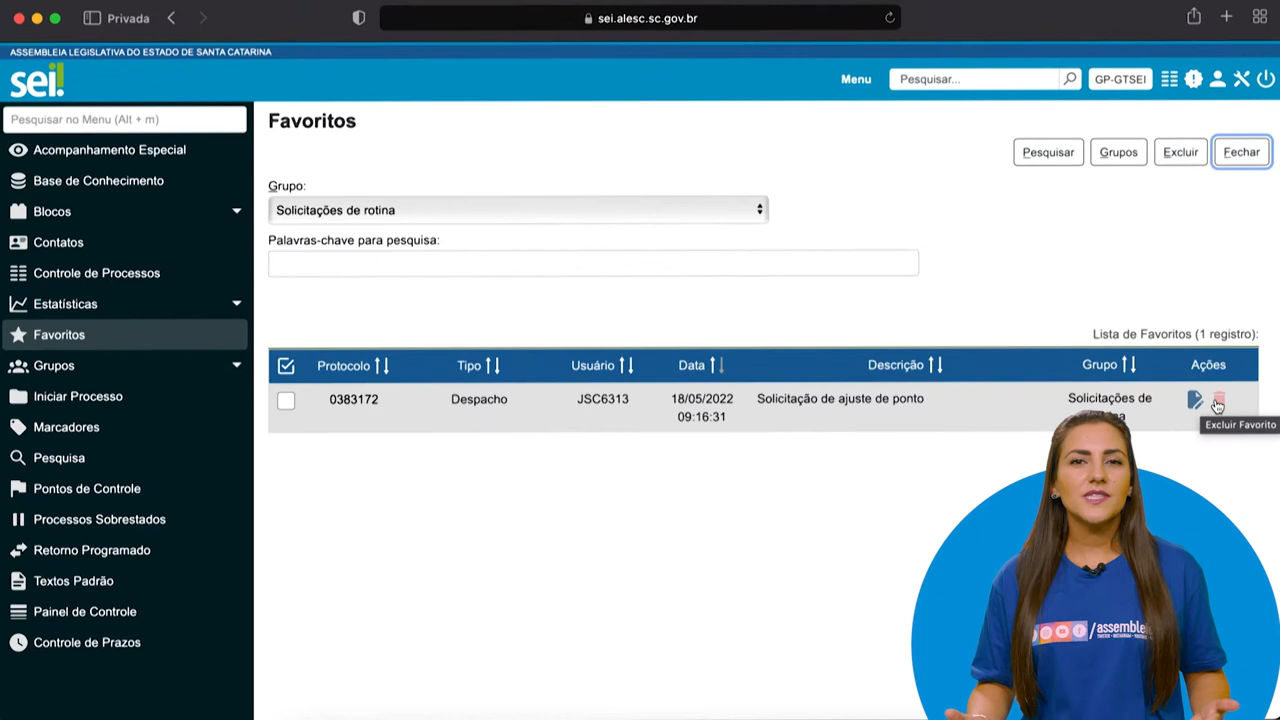 Privada
sei.alesc.sc.gov.br
ASSEMBLEIA LEGISLATIVA DO ESTADO DE SANTA CATARINA
sei!
Menu
Pesquisar...
GP-GTSEI
Pesquisar no Menu (Alt + m)
Acompanhamento Especial
Base de Conhecimento
Blocos
Contatos
Controle de Processos
Estatísticas
Favoritos
Grupos
Iniciar Processo
Marcadores
Pesquisa
Pontos de Controle
Processos Sobrestados
Retorno Programado
Textos Padrão
Painel de Controle
Controle de Prazos
Favoritos
Pesquisar
Grupos
Excluir
Fechar
Grupo:
Solicitações de rotina
Palavras-chave para pesquisa:
Lista de Favoritos (1 registro):
Protocolo Tipo Usuário Data Descrição Grupo Ações
0383172 Despacho JSC6313 18/05/2022 Solicitação de ajuste de ponto Solicitações de
09:16:31
Excluir Favorito
/assemblei